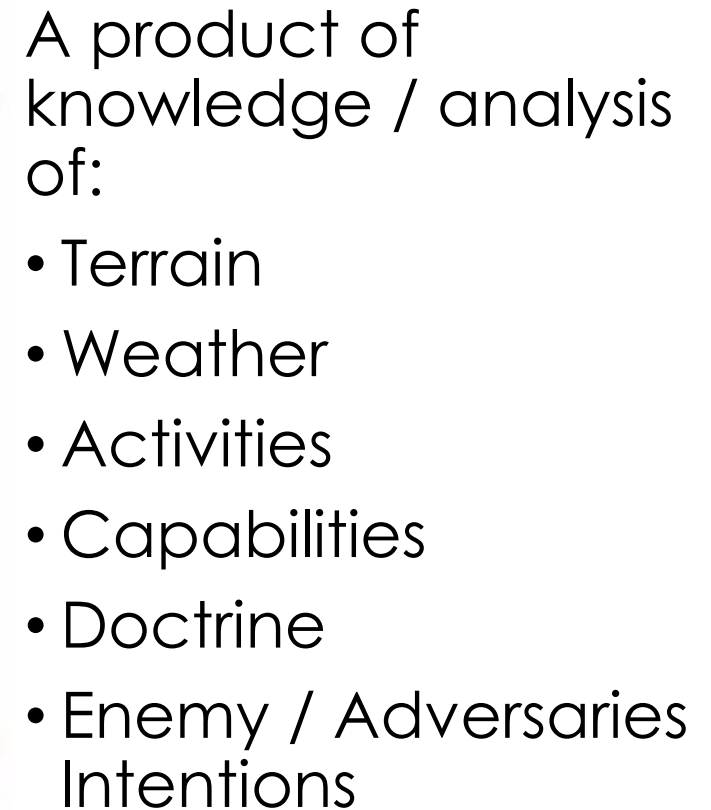 A product of
knowledge / analysis
of:
• Terrain
• Weather
• Activities
• Capabilities
• Doctrine
• Enemy / Adversaries
Intentions